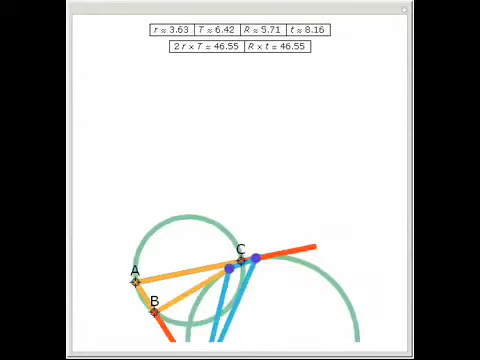 r ≈ 3.63 T ≈ 6.42 R ≈ 5.71 t ≈ 8.16
2 r × T ≈ 46.55 R × t ≈ 46.55
C
A
B